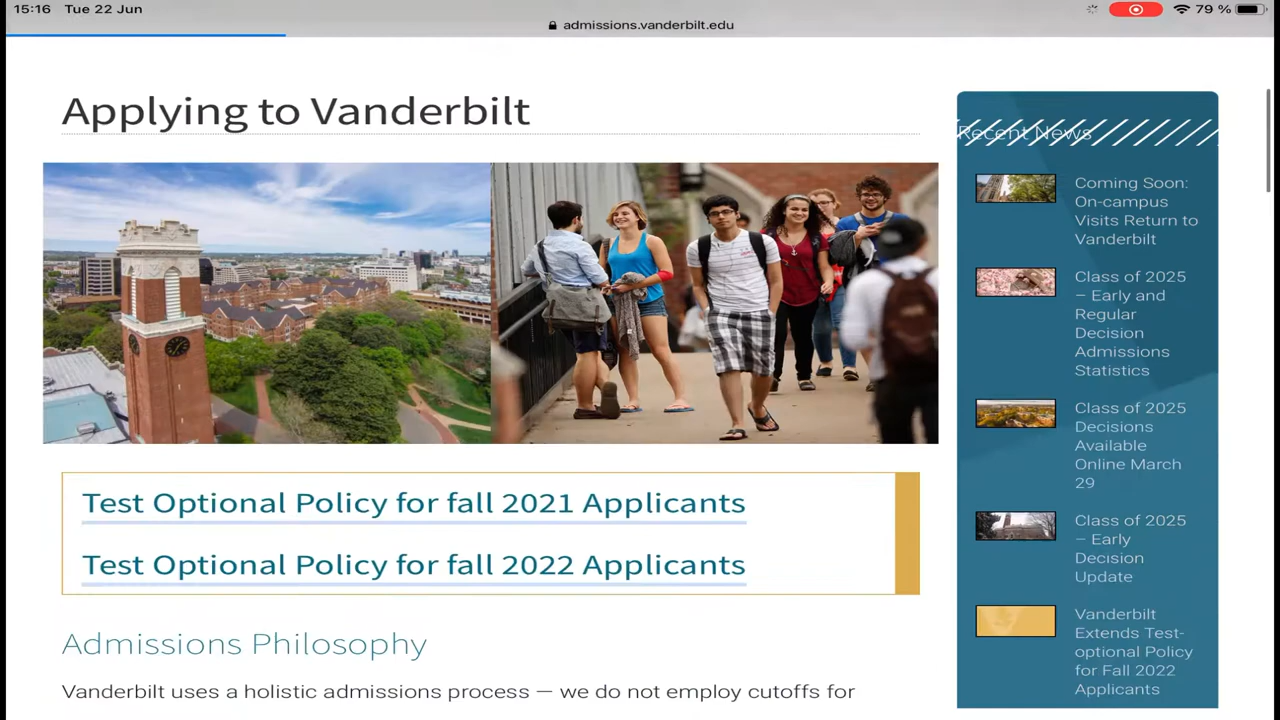 15:16 Tue 22 Jun
79 %
admissions.vanderbilt.edu
Applying to Vanderbilt
Test Optional Policy for fall 2021 Applicants
Test Optional Policy for fall 2022 Applicants
Admissions Philosophy
Vanderbilt uses a holistic admissions process — we do not employ cutoffs for
Recent News
Coming Soon:
On-campus
Visits Return to
Vanderbilt
Class of 2025
– Early and
Regular
Decision
Admissions
Statistics
Class of 2025
Decisions
Available
Online March
29
Class of 2025
– Early
Decision
Update
Vanderbilt
Extends Test-
optional Policy
for Fall 2022
Applicants